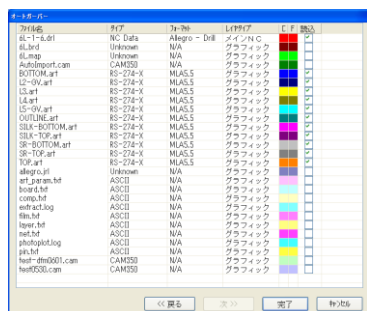 オートガーバー
ファイル名 タイプ フォーマット レイヤタイプ D F 読込
6L-1-6.drl NC Data Allegro - Drill メインNC
6L.brd Unknown N/A グラフィック
6L.map Unknown N/A グラフィック
AutoImport.cam CAM350 N/A グラフィック
BOTTOM.art RS-274-X MLA5.5 グラフィック
L2-GV.art RS-274-X MLA5.5 グラフィック
L3.art RS-274-X MLA5.5 グラフィック
L4.art RS-274-X MLA5.5 グラフィック
L5-GV.art RS-274-X MLA5.5 グラフィック
OUTLINE.art RS-274-X MLA5.5 グラフィック
SILK-BOTTOM.art RS-274-X MLA5.5 グラフィック
SILK-TOP.art RS-274-X MLA5.5 グラフィック
SR-BOTTOM.art RS-274-X MLA5.5 グラフィック
SR-TOP.art RS-274-X MLA5.5 グラフィック
TOP.art RS-274-X MLA5.5 グラフィック
allegro.jrl Unknown N/A グラフィック
art_param.txt ASCII N/A グラフィック
board.txt ASCII N/A グラフィック
comp.txt ASCII N/A グラフィック
extract.log ASCII N/A グラフィック
film.txt ASCII N/A グラフィック
layer.txt ASCII N/A グラフィック
net.txt ASCII N/A グラフィック
photoplot.log ASCII N/A グラフィック
pin.txt ASCII N/A グラフィック
test-dfm0601.cam CAM350 N/A グラフィック
test0530.cam CAM350 N/A グラフィック
<< 戻る 次 >> 完了 キャンセル